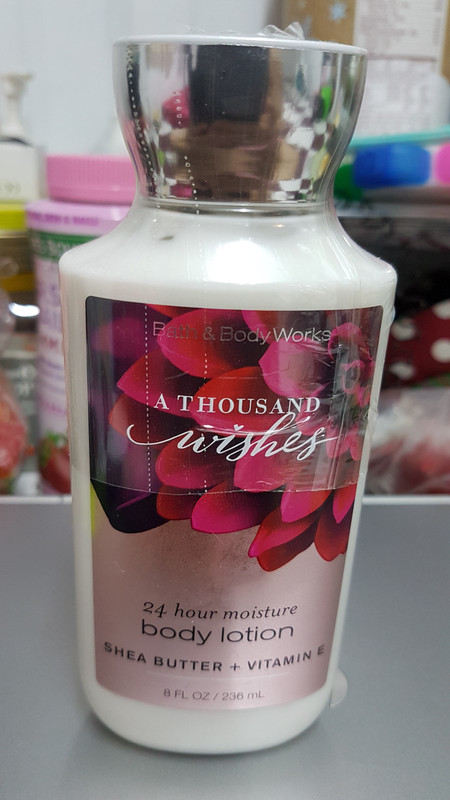 Bath & Body Works
A THOUSAND
wishes
24 hour moisture
body lotion
SHEA BUTTER + VITAMIN E
8 FL OZ / 236 mL